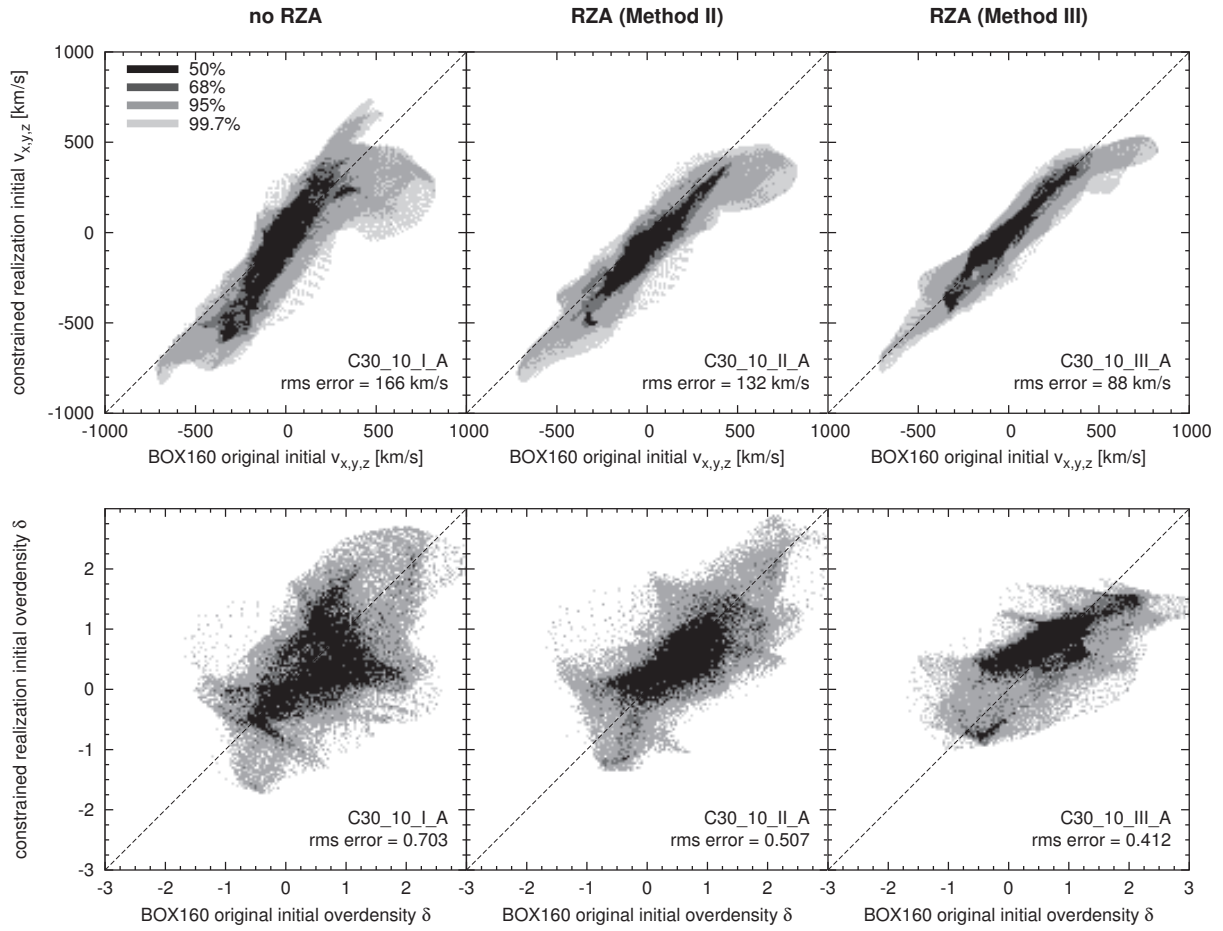 no RZA
RZA (Method II)
RZA (Method III)
constrained realization initial v_x,y,z [km/s]
1000
500
0
-500
-1000
50%
68%
95%
99.7%
C30_10_I_A
rms error = 166 km/s
C30_10_II_A
rms error = 132 km/s
C30_10_III_A
rms error = 88 km/s
-1000 -500 0 500 1000 -500 0 500 1000 -500 0 500 1000
BOX160 original initial v_x,y,z [km/s]
BOX160 original initial v_x,y,z [km/s]
BOX160 original initial v_x,y,z [km/s]
constrained realization initial overdensity δ
2
1
0
-1
-2
-3
C30_10_I_A
rms error = 0.703
C30_10_II_A
rms error = 0.507
C30_10_III_A
rms error = 0.412
-3 -2 -1 0 1 2 -3 -2 -1 0 1 2 -3 -2 -1 0 1 2 3
BOX160 original initial overdensity δ
BOX160 original initial overdensity δ
BOX160 original initial overdensity δ